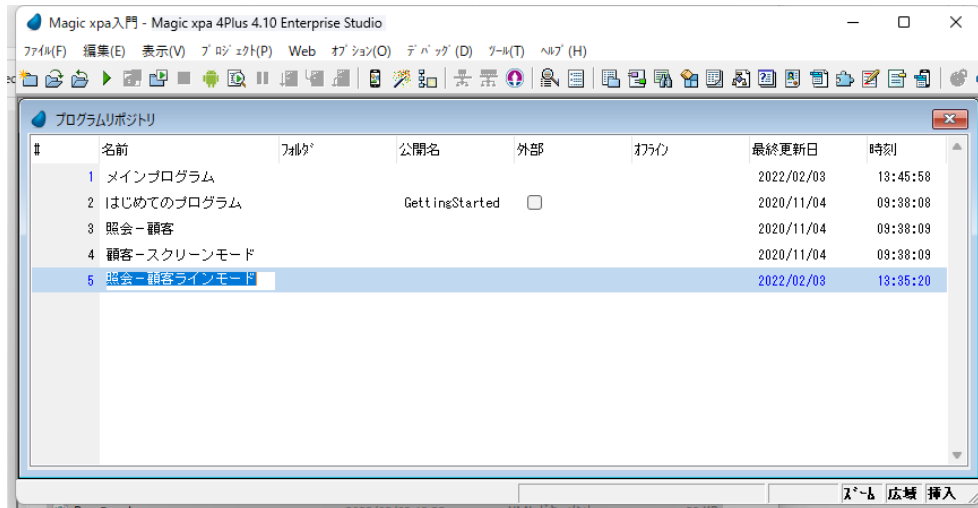 Magic xpa入門 - Magic xpa 4Plus 4.10 Enterprise Studio
ファイル(F) 編集(E) 表示(V) プロジェクト(P) Web オプション(O) デバッグ(D) ツール(T) ヘルプ(H)
プログラムリポジトリ
# 名前 フォルダ 公開名 外部 オフライン 最終更新日 時刻
1 メインプログラム 2022/02/03 13:45:58
2 はじめてのプログラム GettingStarted 2020/11/04 09:38:08
3 照会－顧客 2020/11/04 09:38:09
4 顧客－スクリーンモード 2020/11/04 09:38:09
5 照会－顧客ラインモード 2022/02/03 13:35:20
ズーム 広域 挿入